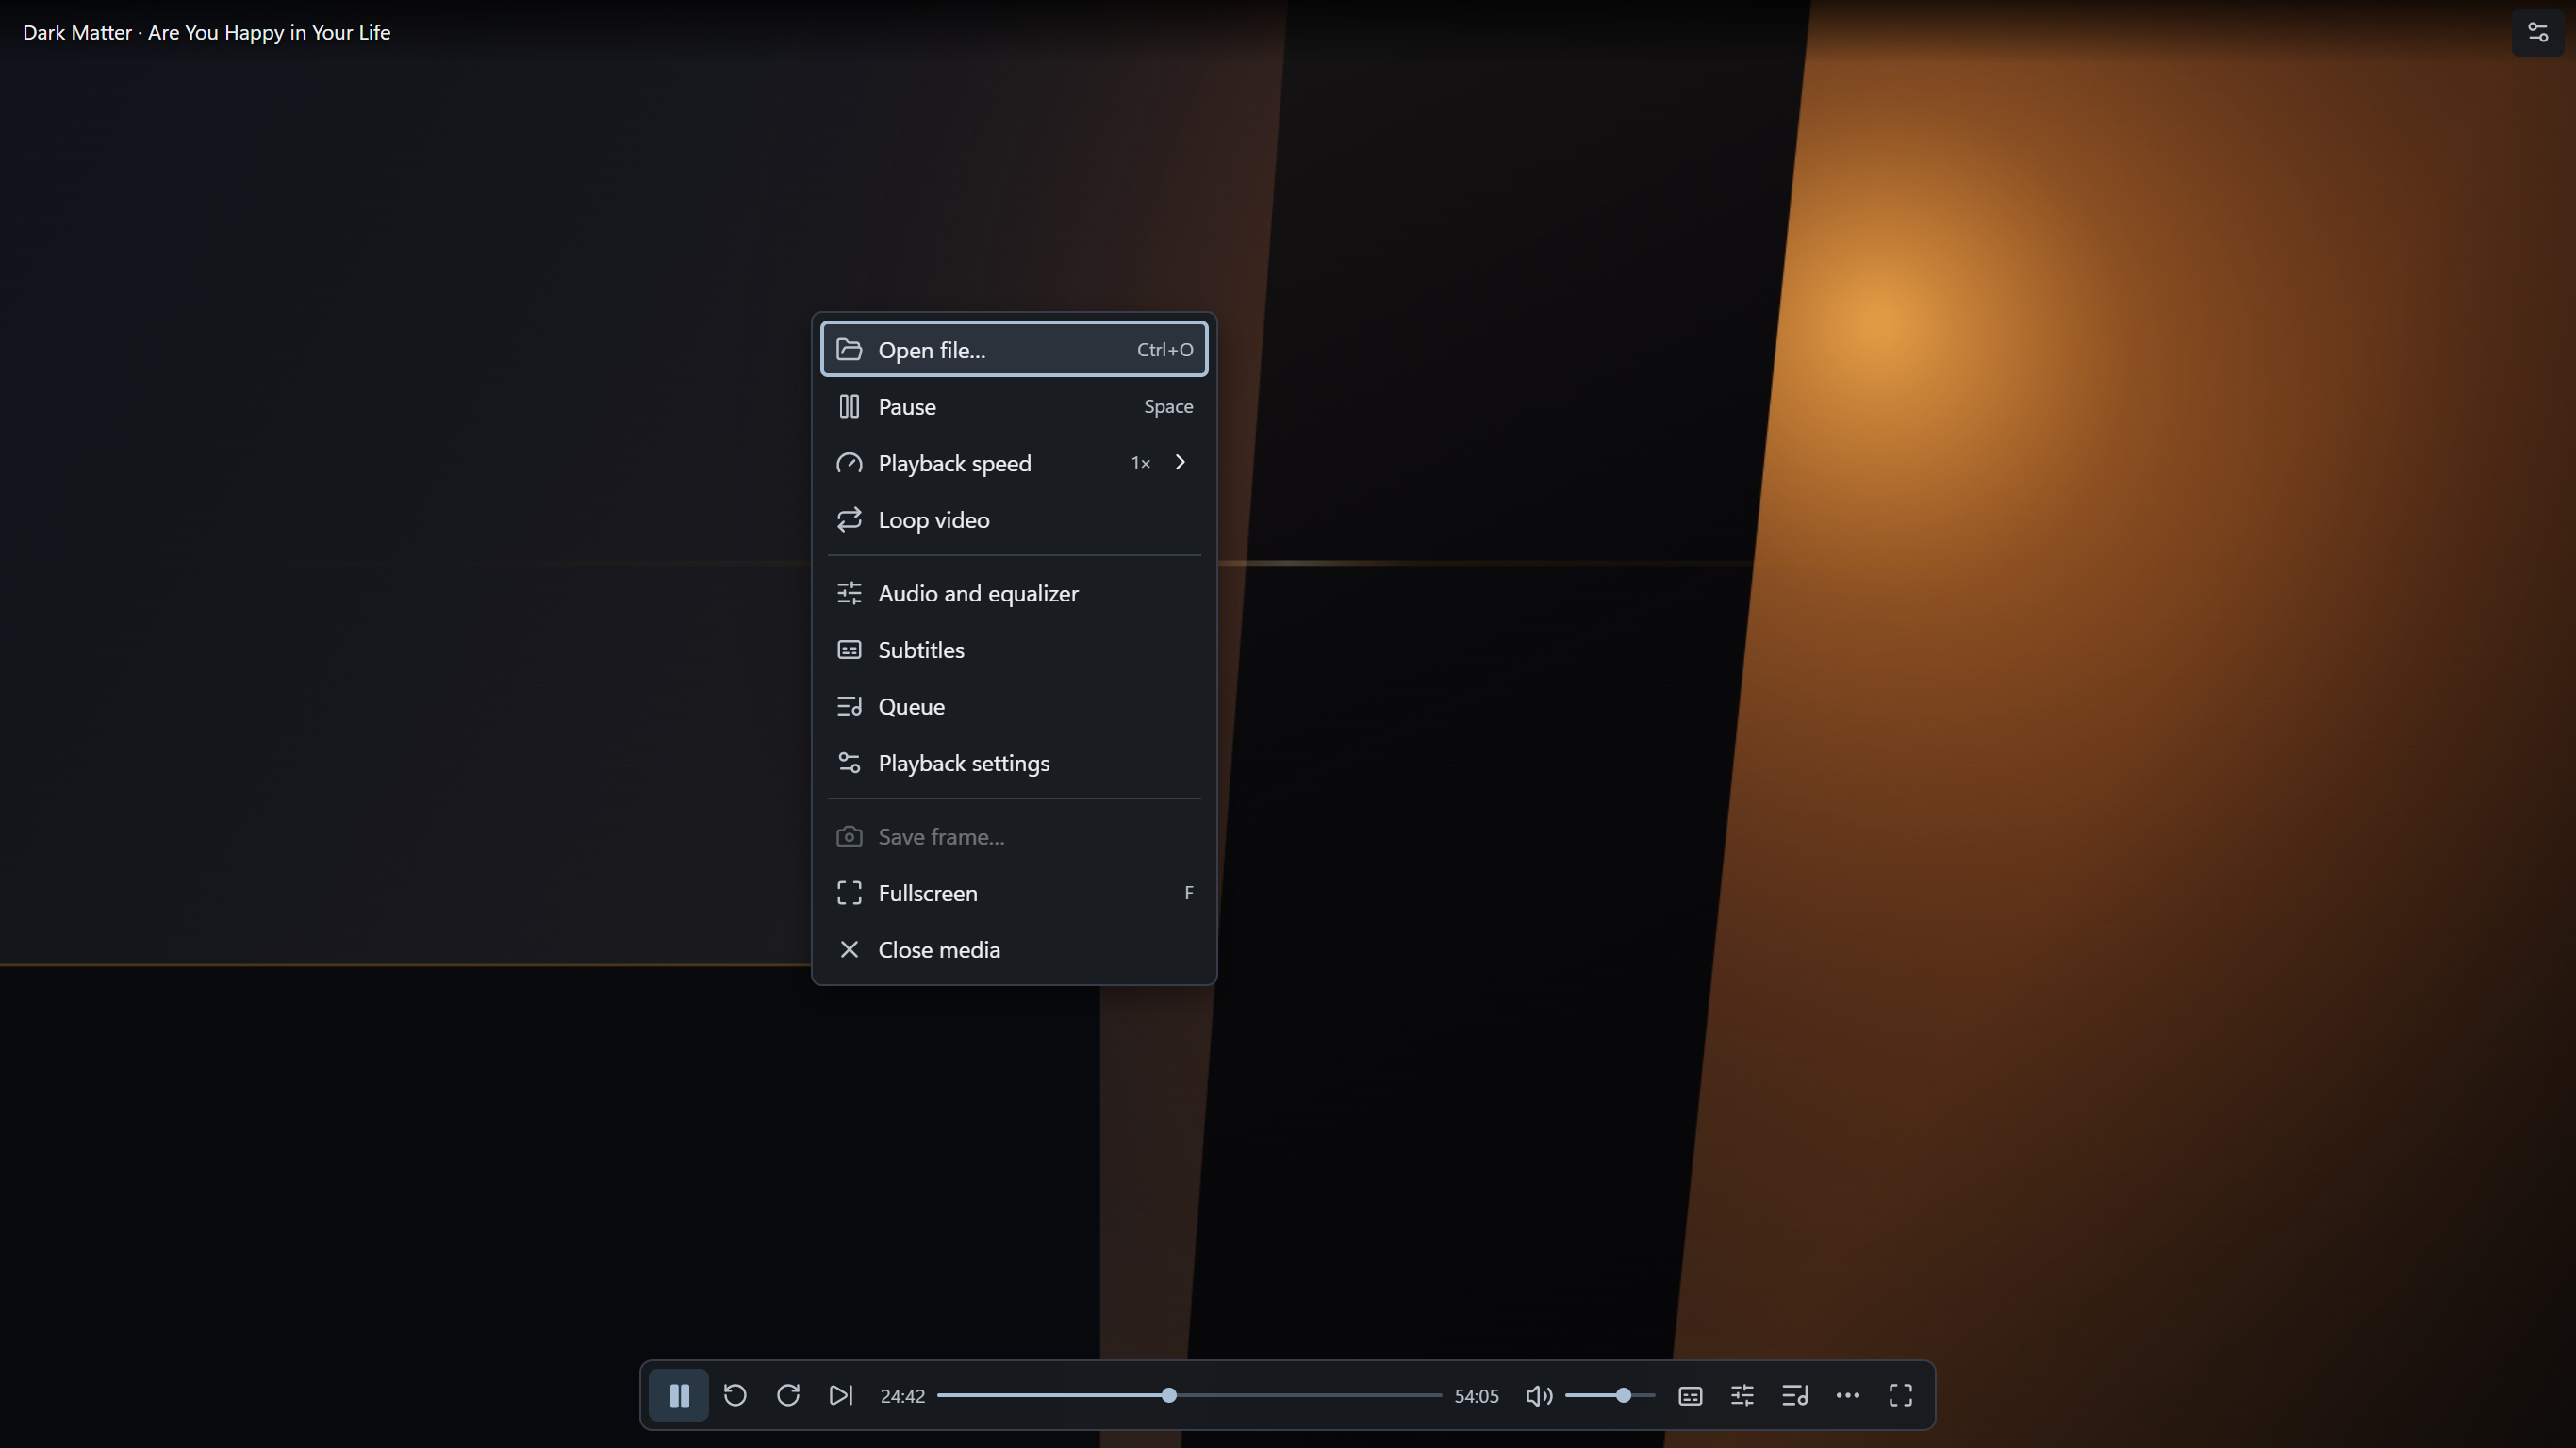 Dark Matter · Are You Happy in Your Life
Open file... Ctrl+O
Pause Space
Playback speed 1×
Loop video
Audio and equalizer
Subtitles
Queue
Playback settings
Save frame...
Fullscreen F
Close media
24:42 54:05